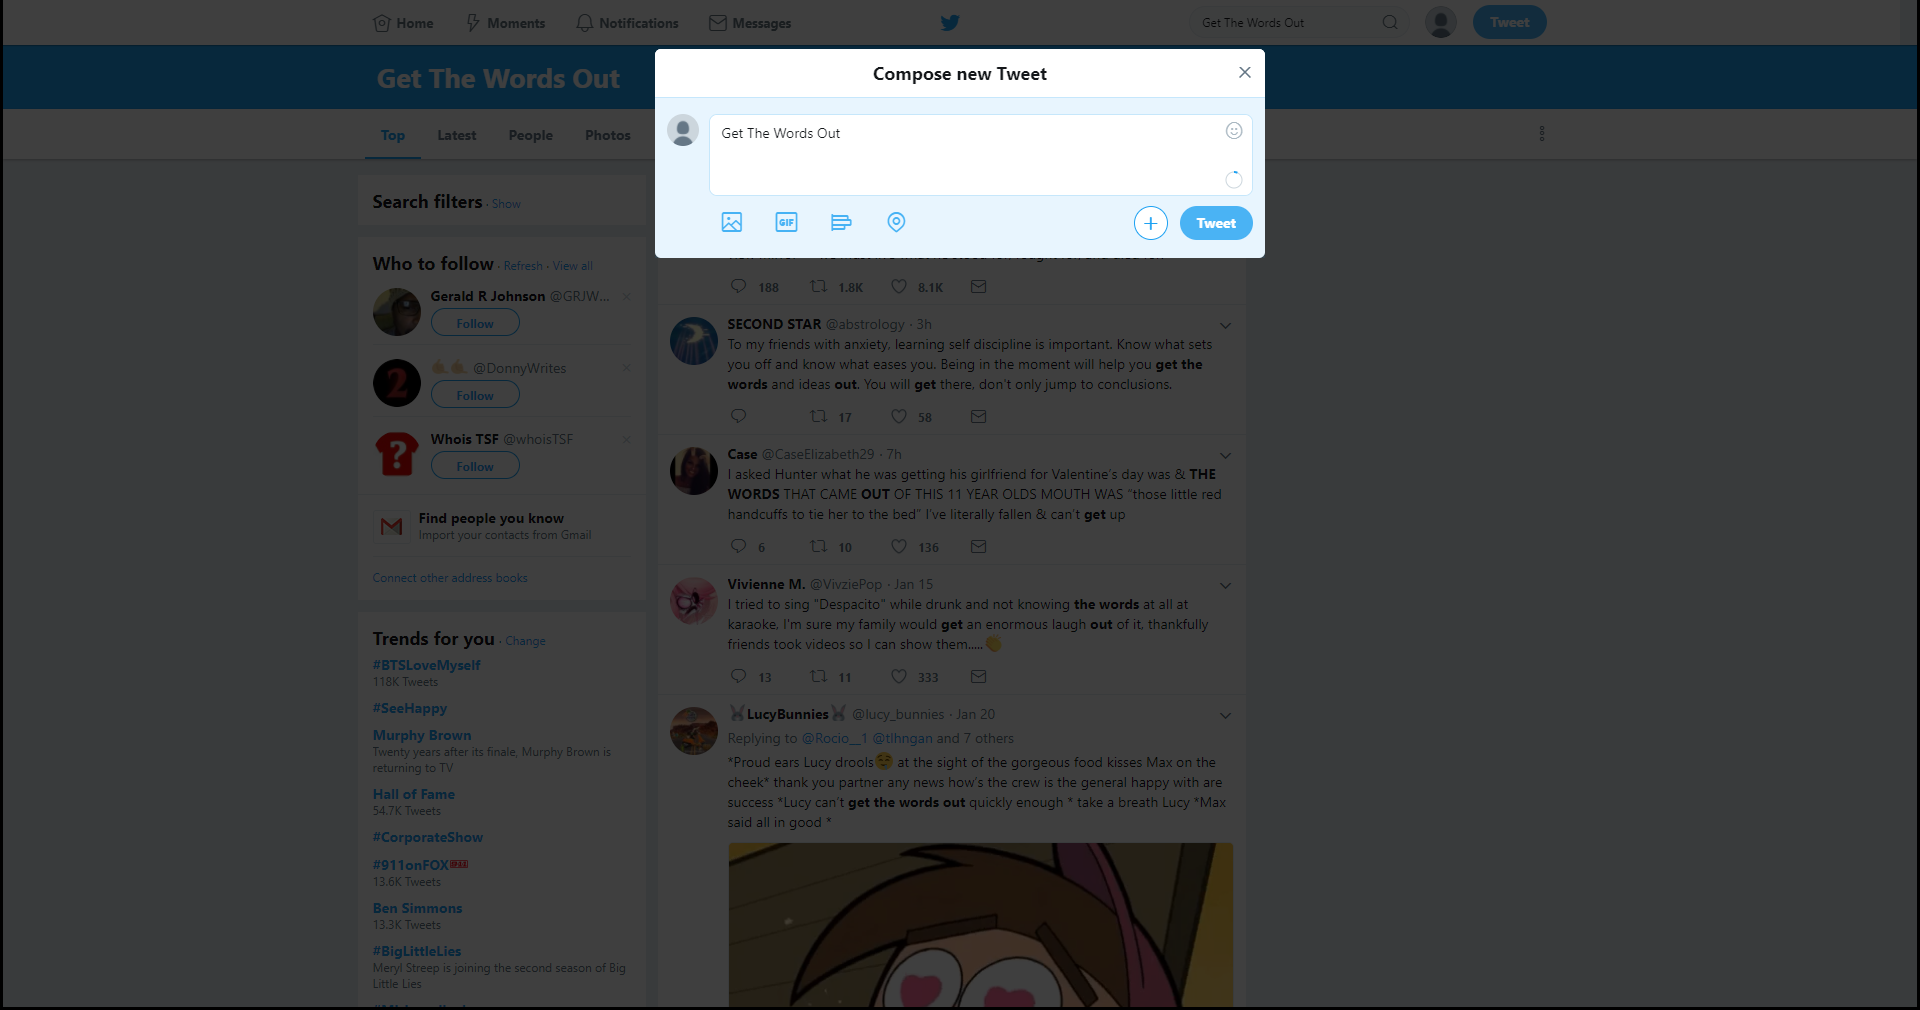 Home
Moments
Notifications
Messages
Get The Words Out
Tweet
Get The Words Out
Compose new Tweet
Get The Words Out
GIF
Tweet
Top
Latest
People
Photos
Search filters · Show
Who to follow · Refresh · View all
Gerald R Johnson @GRJW...
Follow
@DonnyWrites
2
Follow
Whois TSF @whoisTSF
?
Follow
Find people you know
Import your contacts from Gmail
Connect other address books
Trends for you · Change
#BTSLoveMyself
118K Tweets
#SeeHappy
Murphy Brown
Twenty years after its finale, Murphy Brown is
returning to TV
Hall of Fame
54.7K Tweets
#CorporateShow
#911onFOX
13.6K Tweets
Ben Simmons
13.3K Tweets
#BigLittleLies
Meryl Streep is joining the second season of Big
Little Lies
188 1.8K 8.1K
SECOND STAR @abstrology · 3h
To my friends with anxiety, learning self discipline is important. Know what sets
you off and know what eases you. Being in the moment will help you get the
words and ideas out. You will get there, don't only jump to conclusions.
17 58
Case @CaseElizabeth29 · 7h
I asked Hunter what he was getting his girlfriend for Valentine's day was & THE
WORDS THAT CAME OUT OF THIS 11 YEAR OLDS MOUTH WAS "those little red
handcuffs to tie her to the bed" I've literally fallen & can't get up
6 10 136
Vivienne M. @VivziePop · Jan 15
I tried to sing "Despacito" while drunk and not knowing the words at all at
karaoke, I'm sure my family would get an enormous laugh out of it, thankfully
friends took videos so I can show them.....
13 11 333
LucyBunnies @lucy_bunnies · Jan 20
Replying to @Rocio__1 @tlhngan and 7 others
*Proud ears Lucy drools at the sight of the gorgeous food kisses Max on the
cheek* thank you partner any news how's the crew is the general happy with are
success *Lucy can't get the words out quickly enough * take a breath Lucy *Max
said all in good *